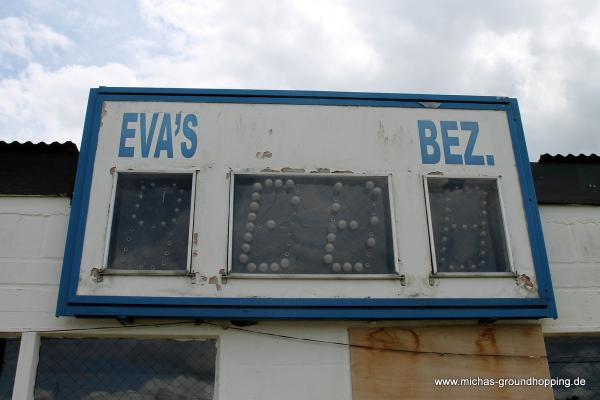 EVA'S BEZ.
www.michas-groundhopping.de